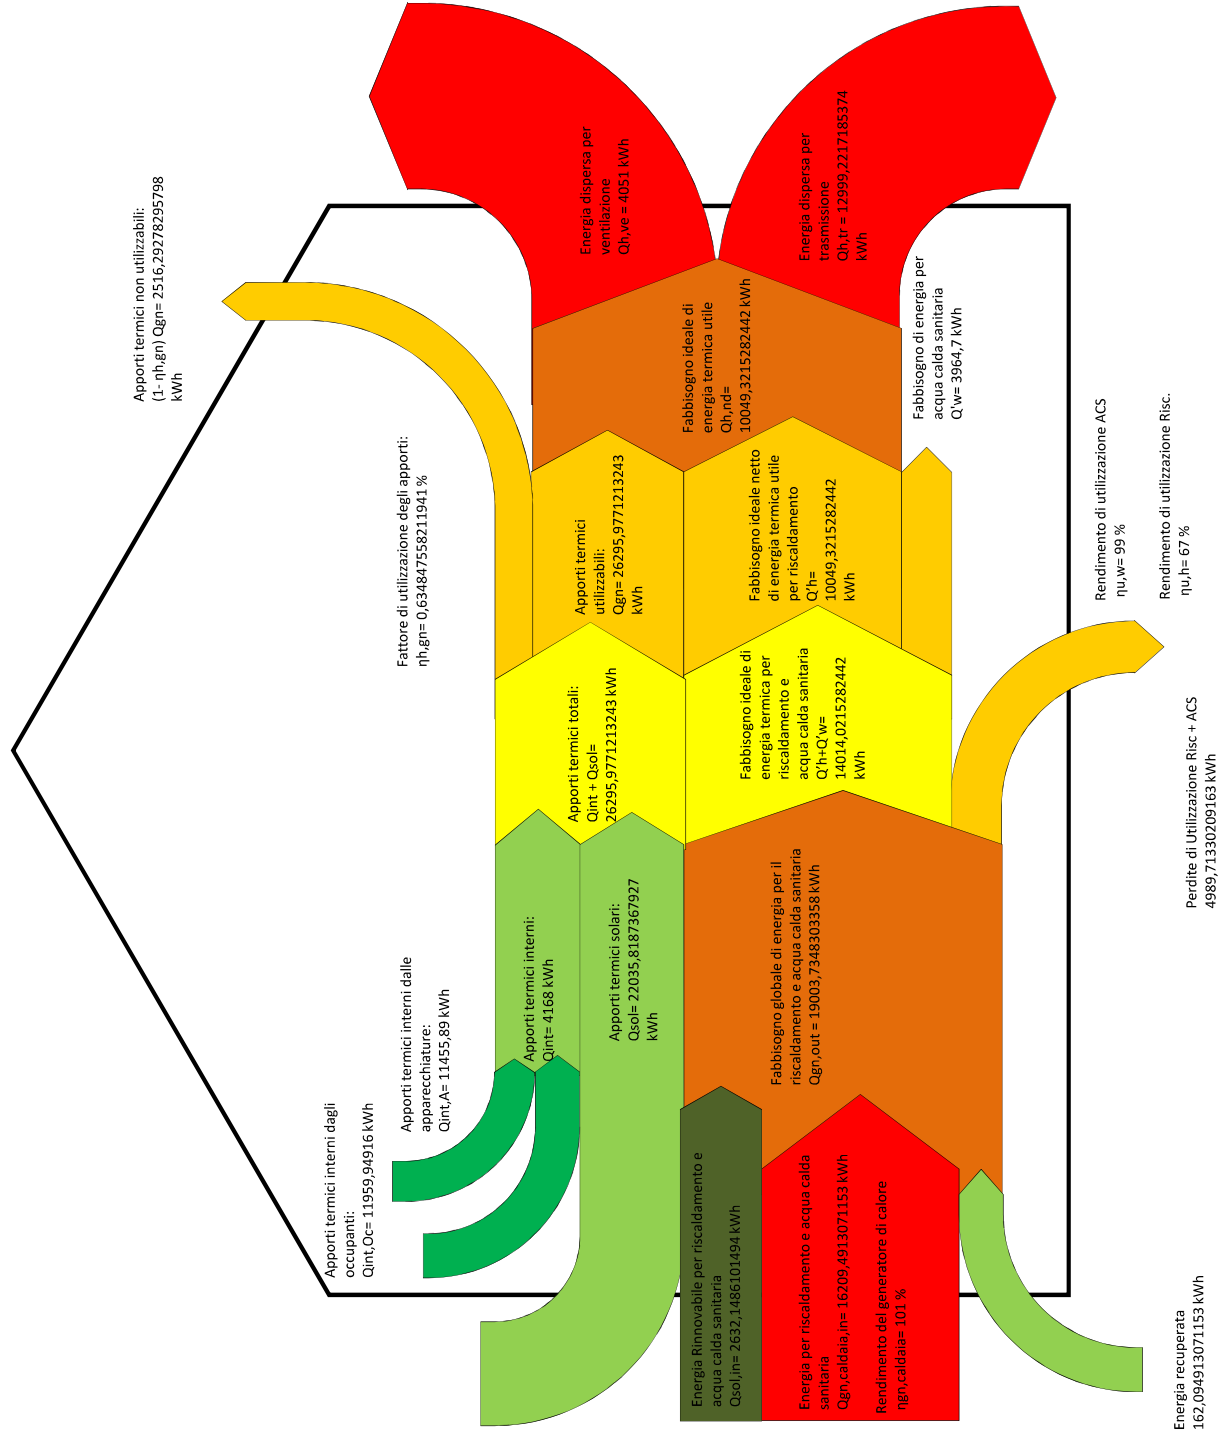 Apporti termici non utilizzabili:
(1- ηh,gn) Qgn= 2516,29278295798
kWh
Fattore di utilizzazione degli apporti:
ηh,gn= 0,634847558211941 %
Apporti termici interni dalle
apparecchiature:
Qint,A= 11455,89 kWh
Apporti termici interni dagli
occupanti:
Qint,Oc= 11959,94916 kWh
Energia dispersa per
ventilazione
Qh,ve = 4051 kWh
Energia dispersa per
trasmissione
Qh,tr = 12999,2217185374
kWh
Fabbisogno ideale di
energia termica utile
Qh,nd=
10049,3215282442 kWh
Fabbisogno di energia per
acqua calda sanitaria
Q’w= 3964,7 kWh
Apporti termici
utilizzabili:
Qgn= 26295,9771213243
kWh
Fabbisogno ideale netto
di energia termica utile
per riscaldamento
Q’h=
10049,3215282442
kWh
Apporti termici totali:
Qint + Qsol=
26295,9771213243 kWh
Fabbisogno ideale di
energia termica per
riscaldamento e
acqua calda sanitaria
Q’h+Q’w=
14014,0215282442
kWh
Rendimento di utilizzazione ACS
ηu,w= 99 %
Rendimento di utilizzazione Risc.
ηu,h= 67 %
Perdite di Utilizzazione Risc + ACS
4989,71330209163 kWh
Apporti termici interni:
Qint= 4168 kWh
Apporti termici solari:
Qsol= 22035,8187367927
kWh
Fabbisogno globale di energia per il
riscaldamento e acqua calda sanitaria
Qgn,out = 19003,7348303358 kWh
Energia Rinnovabile per riscaldamento e
acqua calda sanitaria
Qsol,in= 2632,1486101494 kWh
Energia per riscaldamento e acqua calda
sanitaria
Qgn,caldaia,in= 16209,4913071153 kWh
Rendimento del generatore di calore
ηgn,caldaia= 101 %
Energia recuperata
162,094913071153 kWh